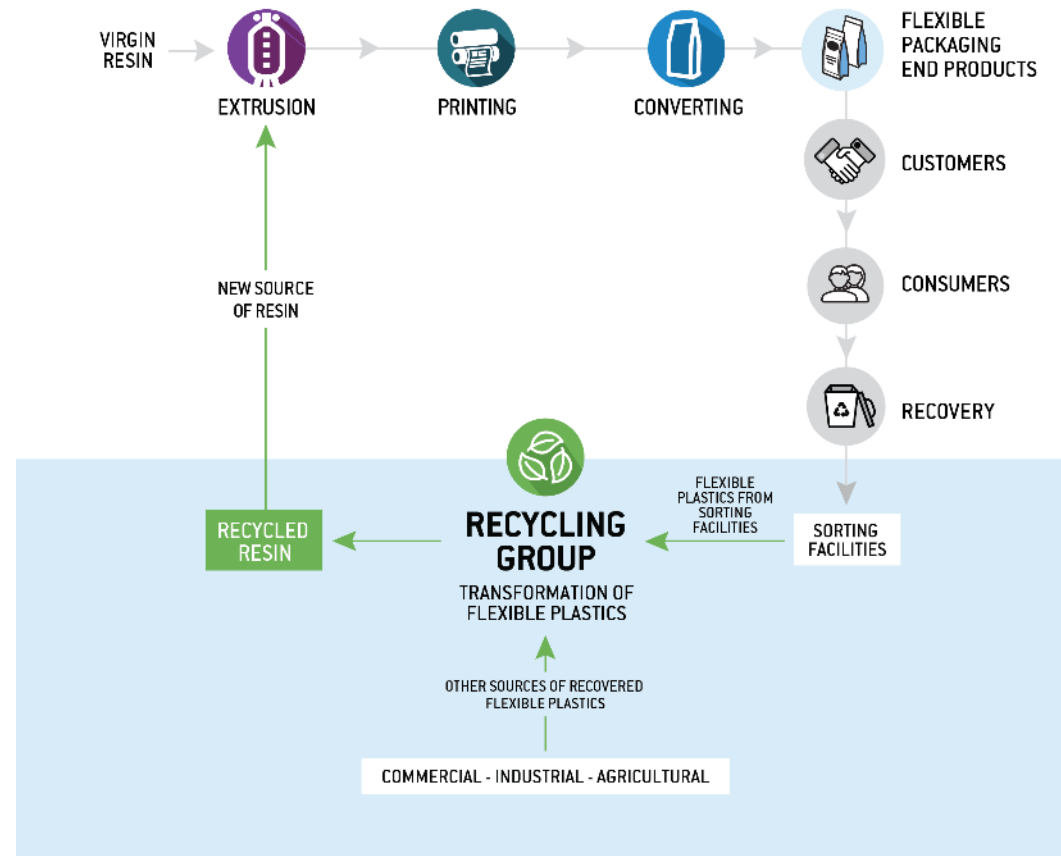 VIRGIN
RESIN
EXTRUSION
PRINTING
CONVERTING
FLEXIBLE
PACKAGING
END PRODUCTS
CUSTOMERS
CONSUMERS
RECOVERY
NEW SOURCE
OF RESIN
RECYCLED
RESIN
RECYCLING
GROUP
TRANSFORMATION OF
FLEXIBLE PLASTICS
FLEXIBLE
PLASTICS FROM
SORTING
FACILITIES
SORTING
FACILITIES
OTHER SOURCES OF RECOVERED
FLEXIBLE PLASTICS
COMMERCIAL - INDUSTRIAL - AGRICULTURAL